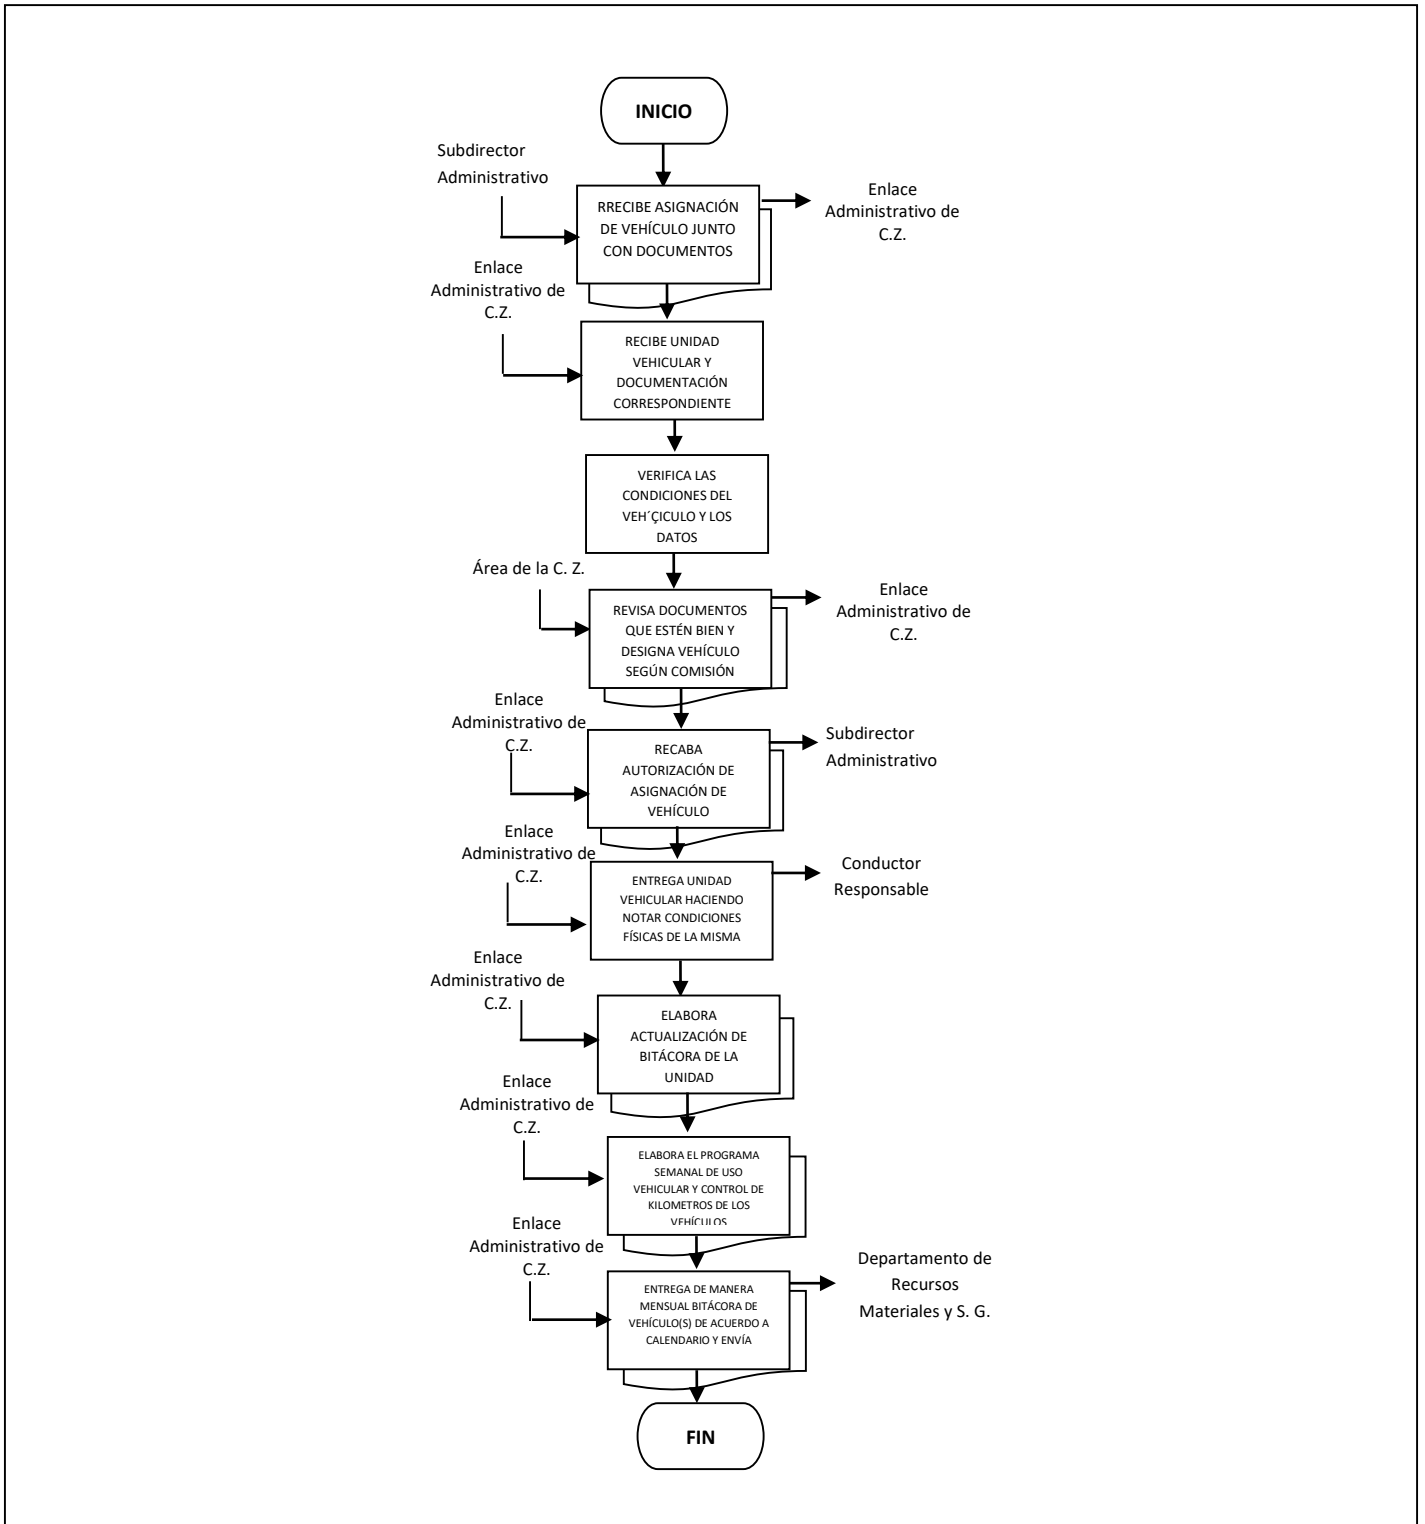 INICIO
Subdirector
Administrativo
RRECIBE ASIGNACIÓN
DE VEHÍCULO JUNTO
CON DOCUMENTOS
Enlace
Administrativo de
C.Z.
Enlace
Administrativo de
C.Z.
RECIBE UNIDAD
VEHICULAR Y
DOCUMENTACIÓN
CORRESPONDIENTE
VERIFICA LAS
CONDICIONES DEL
VEH´ÇICULO Y LOS
DATOS
Área de la C. Z.
REVISA DOCUMENTOS
QUE ESTÉN BIEN Y
DESIGNA VEHÍCULO
SEGÚN COMISIÓN
Enlace
Administrativo de
C.Z.
Enlace
Administrativo de
C.Z.
RECABA
AUTORIZACIÓN DE
ASIGNACIÓN DE
VEHÍCULO
Subdirector
Administrativo
Enlace
Administrativo de
C.Z.
ENTREGA UNIDAD
VEHICULAR HACIENDO
NOTAR CONDICIONES
FÍSICAS DE LA MISMA
Conductor
Responsable
Enlace
Administrativo de
C.Z.
ELABORA
ACTUALIZACIÓN DE
BITÁCORA DE LA
UNIDAD
Enlace
Administrativo de
C.Z.
ELABORA EL PROGRAMA
SEMANAL DE USO
VEHICULAR Y CONTROL DE
KILOMETROS DE LOS
VEHÍCULOS
Enlace
Administrativo de
C.Z.
ENTREGA DE MANERA
MENSUAL BITÁCORA DE
VEHÍCULO(S) DE ACUERDO A
CALENDARIO Y ENVÍA
Departamento de
Recursos
Materiales y S. G.
FIN